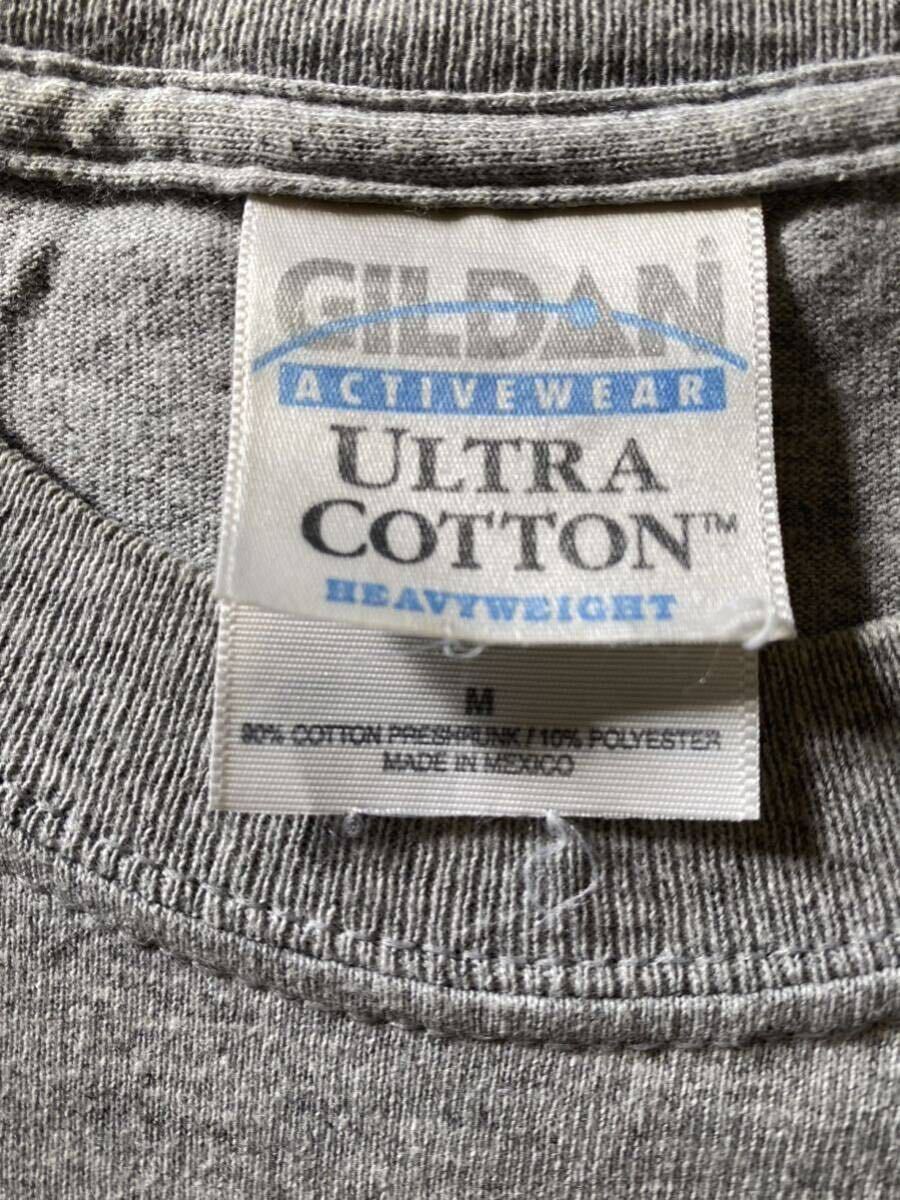 GILDAN
ACTIVEWEAR
ULTRA
COTTON™
HEAVYWEIGHT
M
90% COTTON PRESHRUNK / 10% POLYESTER
MADE IN MEXICO